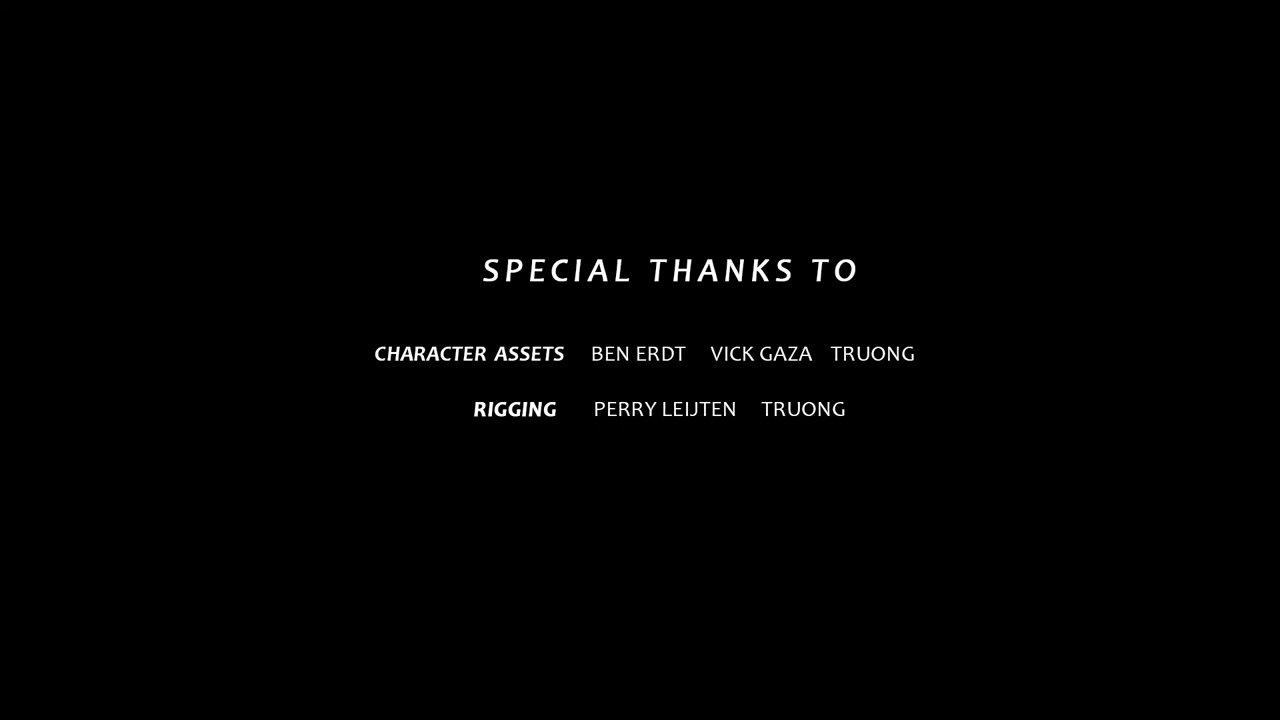 SPECIAL THANKS TO
CHARACTER ASSETS BEN ERDT VICK GAZA TRUONG
RIGGING PERRY LEIJTEN TRUONG